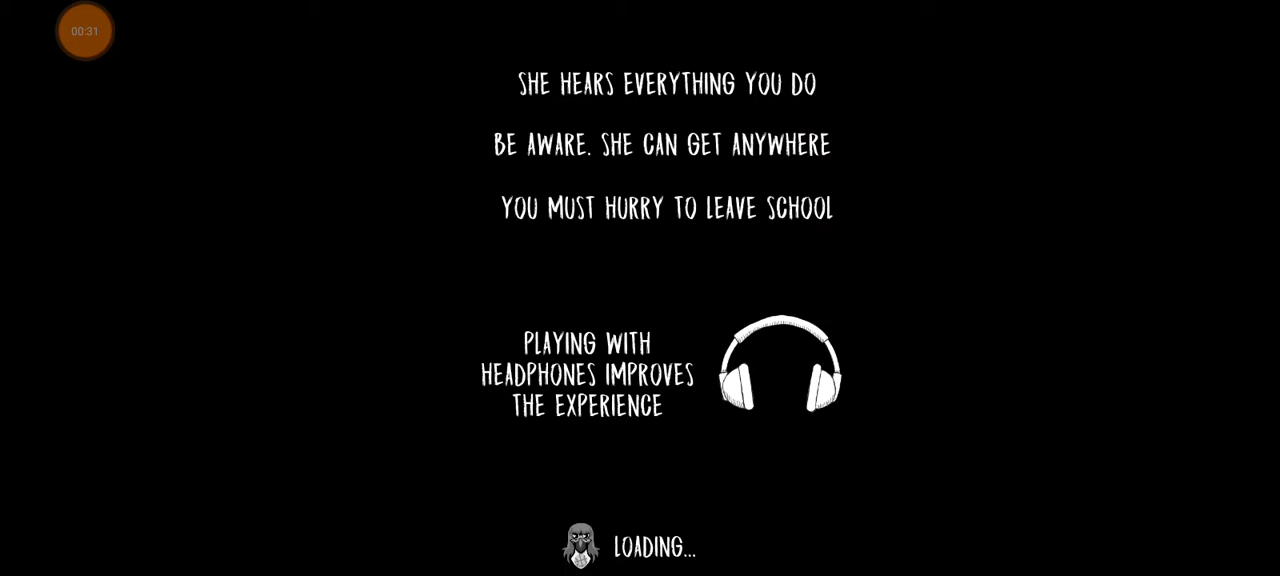 00:31
SHE HEARS EVERYTHING YOU DO
BE AWARE. SHE CAN GET ANYWHERE
YOU MUST HURRY TO LEAVE SCHOOL
PLAYING WITH
HEADPHONES IMPROVES
THE EXPERIENCE
LOADING...